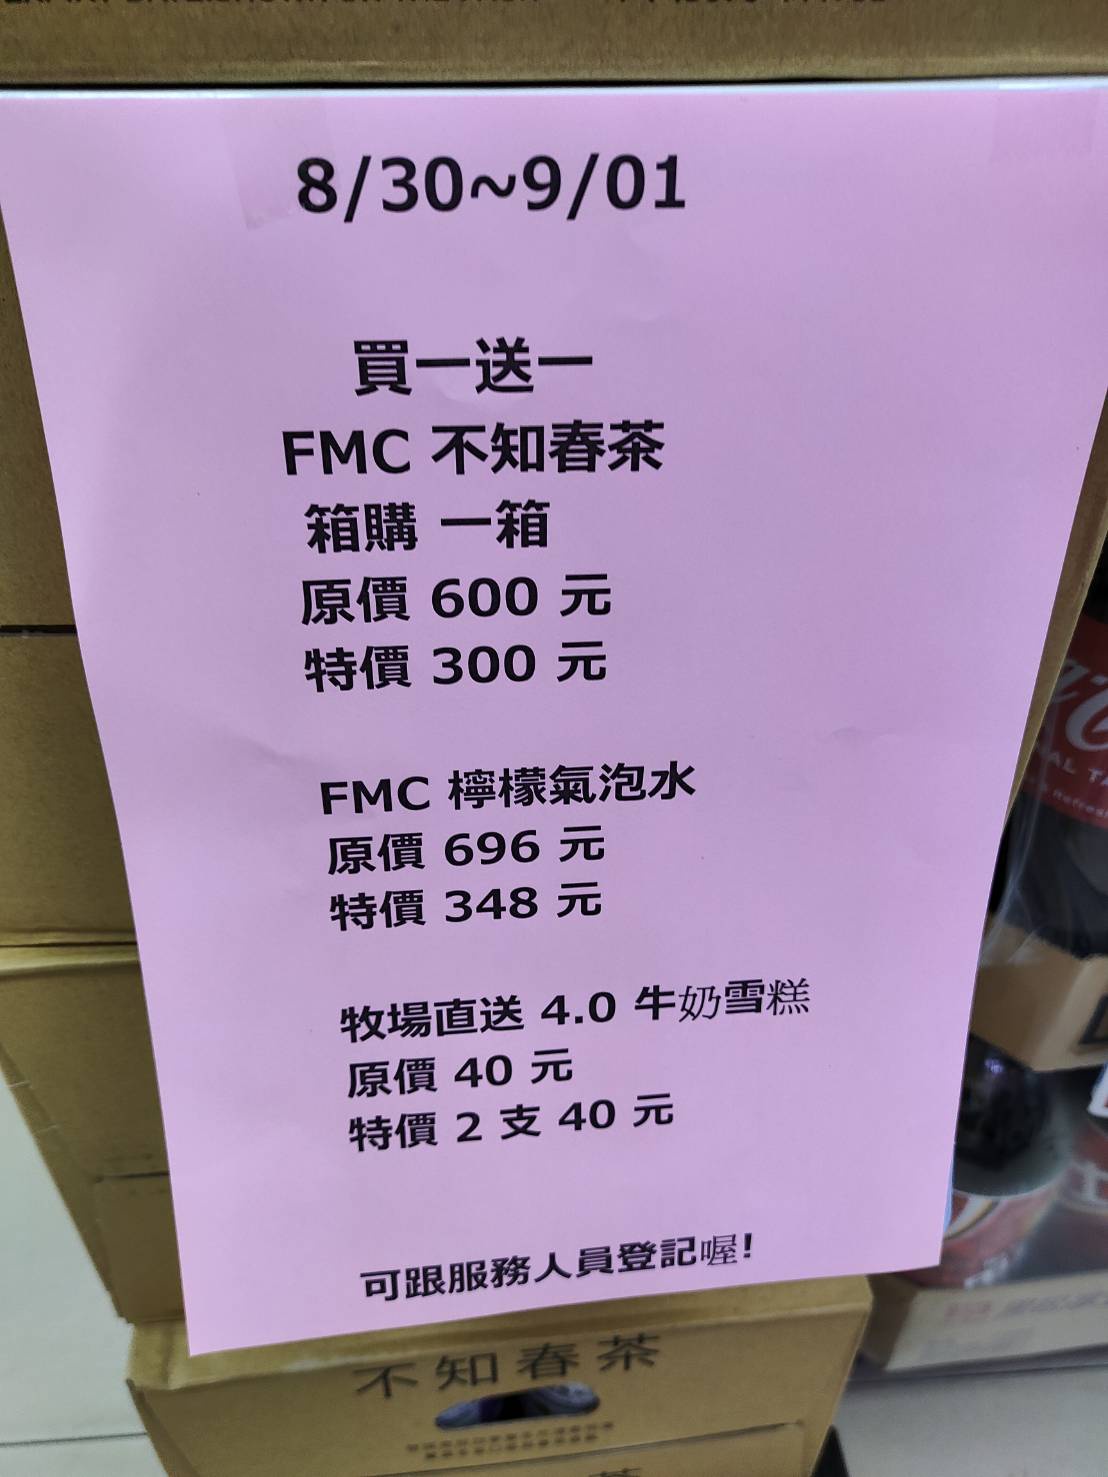 8/30~9/01
買一送一
FMC 不知春茶
箱購 一箱
原價 600 元
特價 300 元
FMC 檸檬氣泡水
原價 696 元
特價 348 元
牧場直送 4.0 牛奶雪糕
原價 40 元
特價 2 支 40 元
可跟服務人員登記喔!
不知春茶